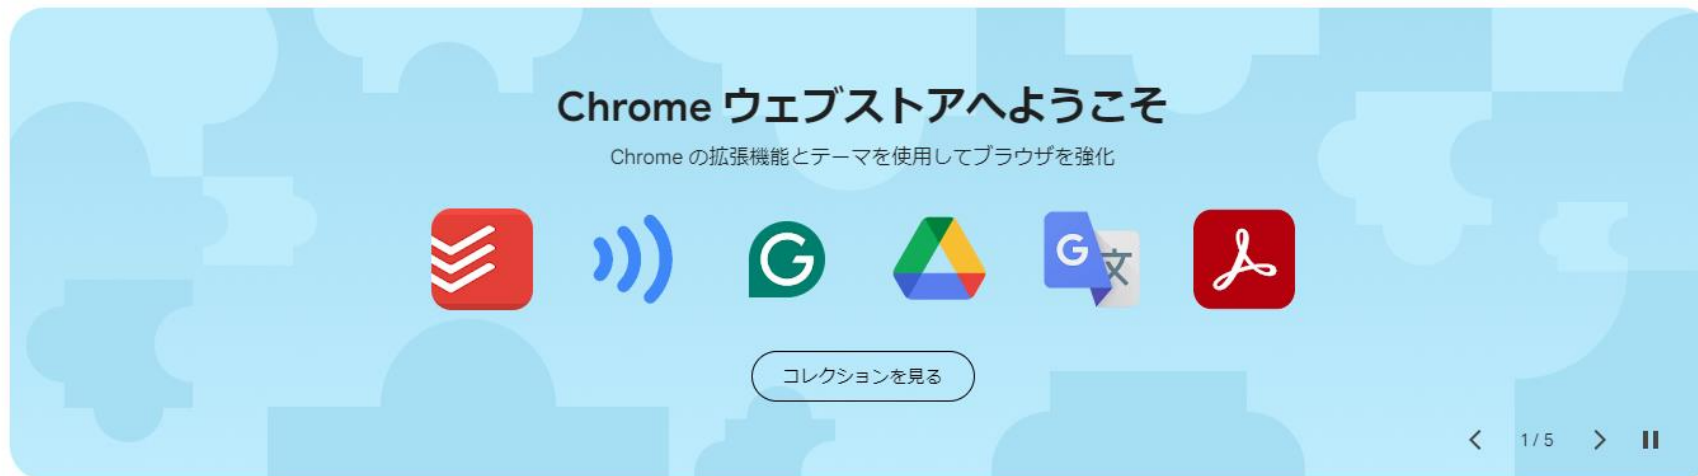 Chrome ウェブストアへようこそ
Chrome の拡張機能とテーマを使用してブラウザを強化
G
G 文
コレクションを見る
1 / 5